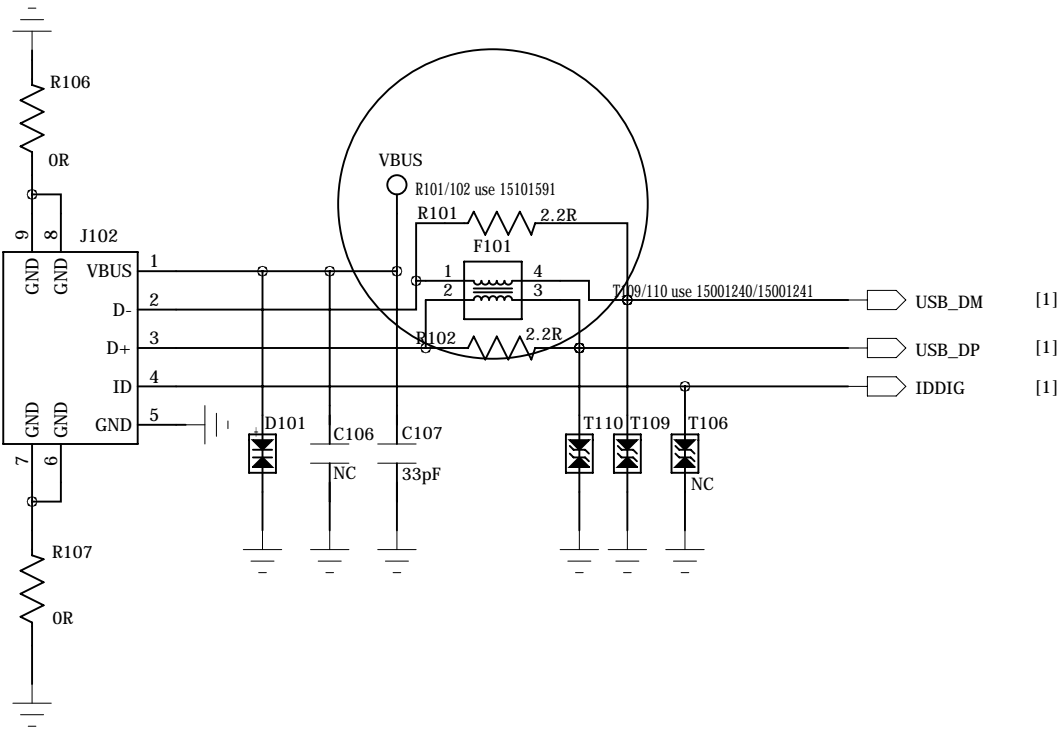 R106
0R
VBUS
R101/102 use 15101591
R101
2.2R
F101
9
8
J102
GND
GND
VBUS
1
1
4
2
3
D-
2
T109/110 use 15001240/15001241
USB_DM
[1]
R102
2.2R
D+
3
USB_DP
[1]
ID
4
IDDIG
[1]
GND
GND
GND
5
D101
C106
C107
T110
T109
T106
7
6
NC
33pF
NC
R107
0R